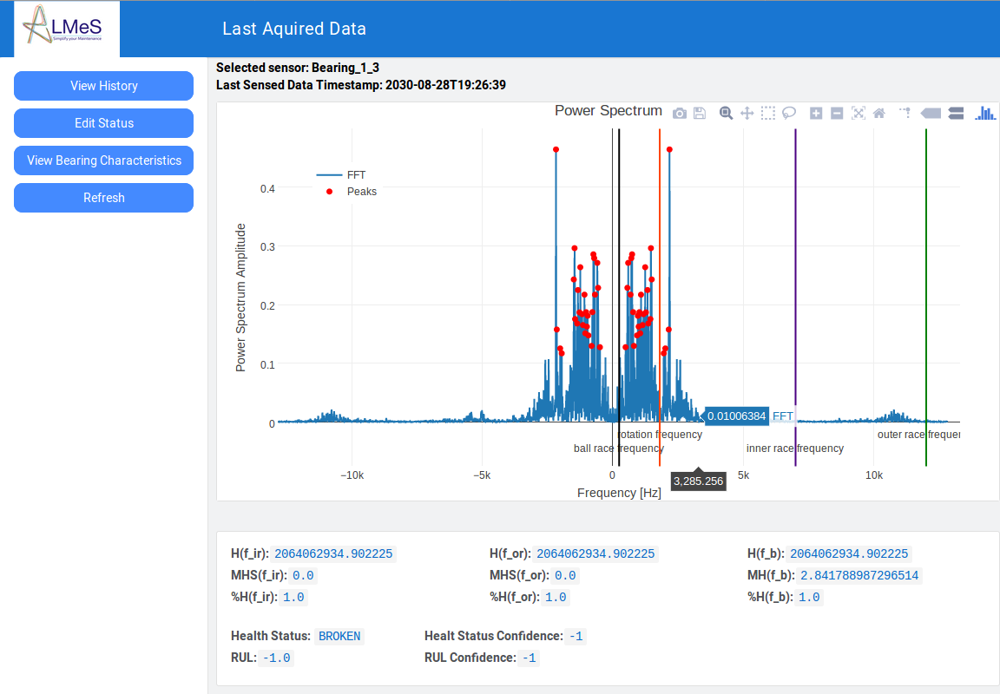 ALMeS
Simplify your Maintenance
Last Aquired Data
View History
Edit Status
View Bearing Characteristics
Refresh
Selected sensor: Bearing_1_3
Last Sensed Data Timestamp: 2030-08-28T19:26:39
Power Spectrum
FFT
Peaks
Power Spectrum Amplitude
0.4
0.3
0.2
0.1
0
0.01006384 FFT
rotation frequency
outer race frequen
ball race frequency
inner race frequency
−10k
−5k
0
5k
10k
3,285.256
Frequency [Hz]
H(f_ir): 2064062934.902225
H(f_or): 2064062934.902225
H(f_b): 2064062934.902225
MHS(f_ir): 0.0
MHS(f_or): 0.0
MH(f_b): 2.841788987296514
%H(f_ir): 1.0
%H(f_or): 1.0
%H(f_b): 1.0
Health Status: BROKEN
Healt Status Confidence: -1
RUL: -1.0
RUL Confidence: -1